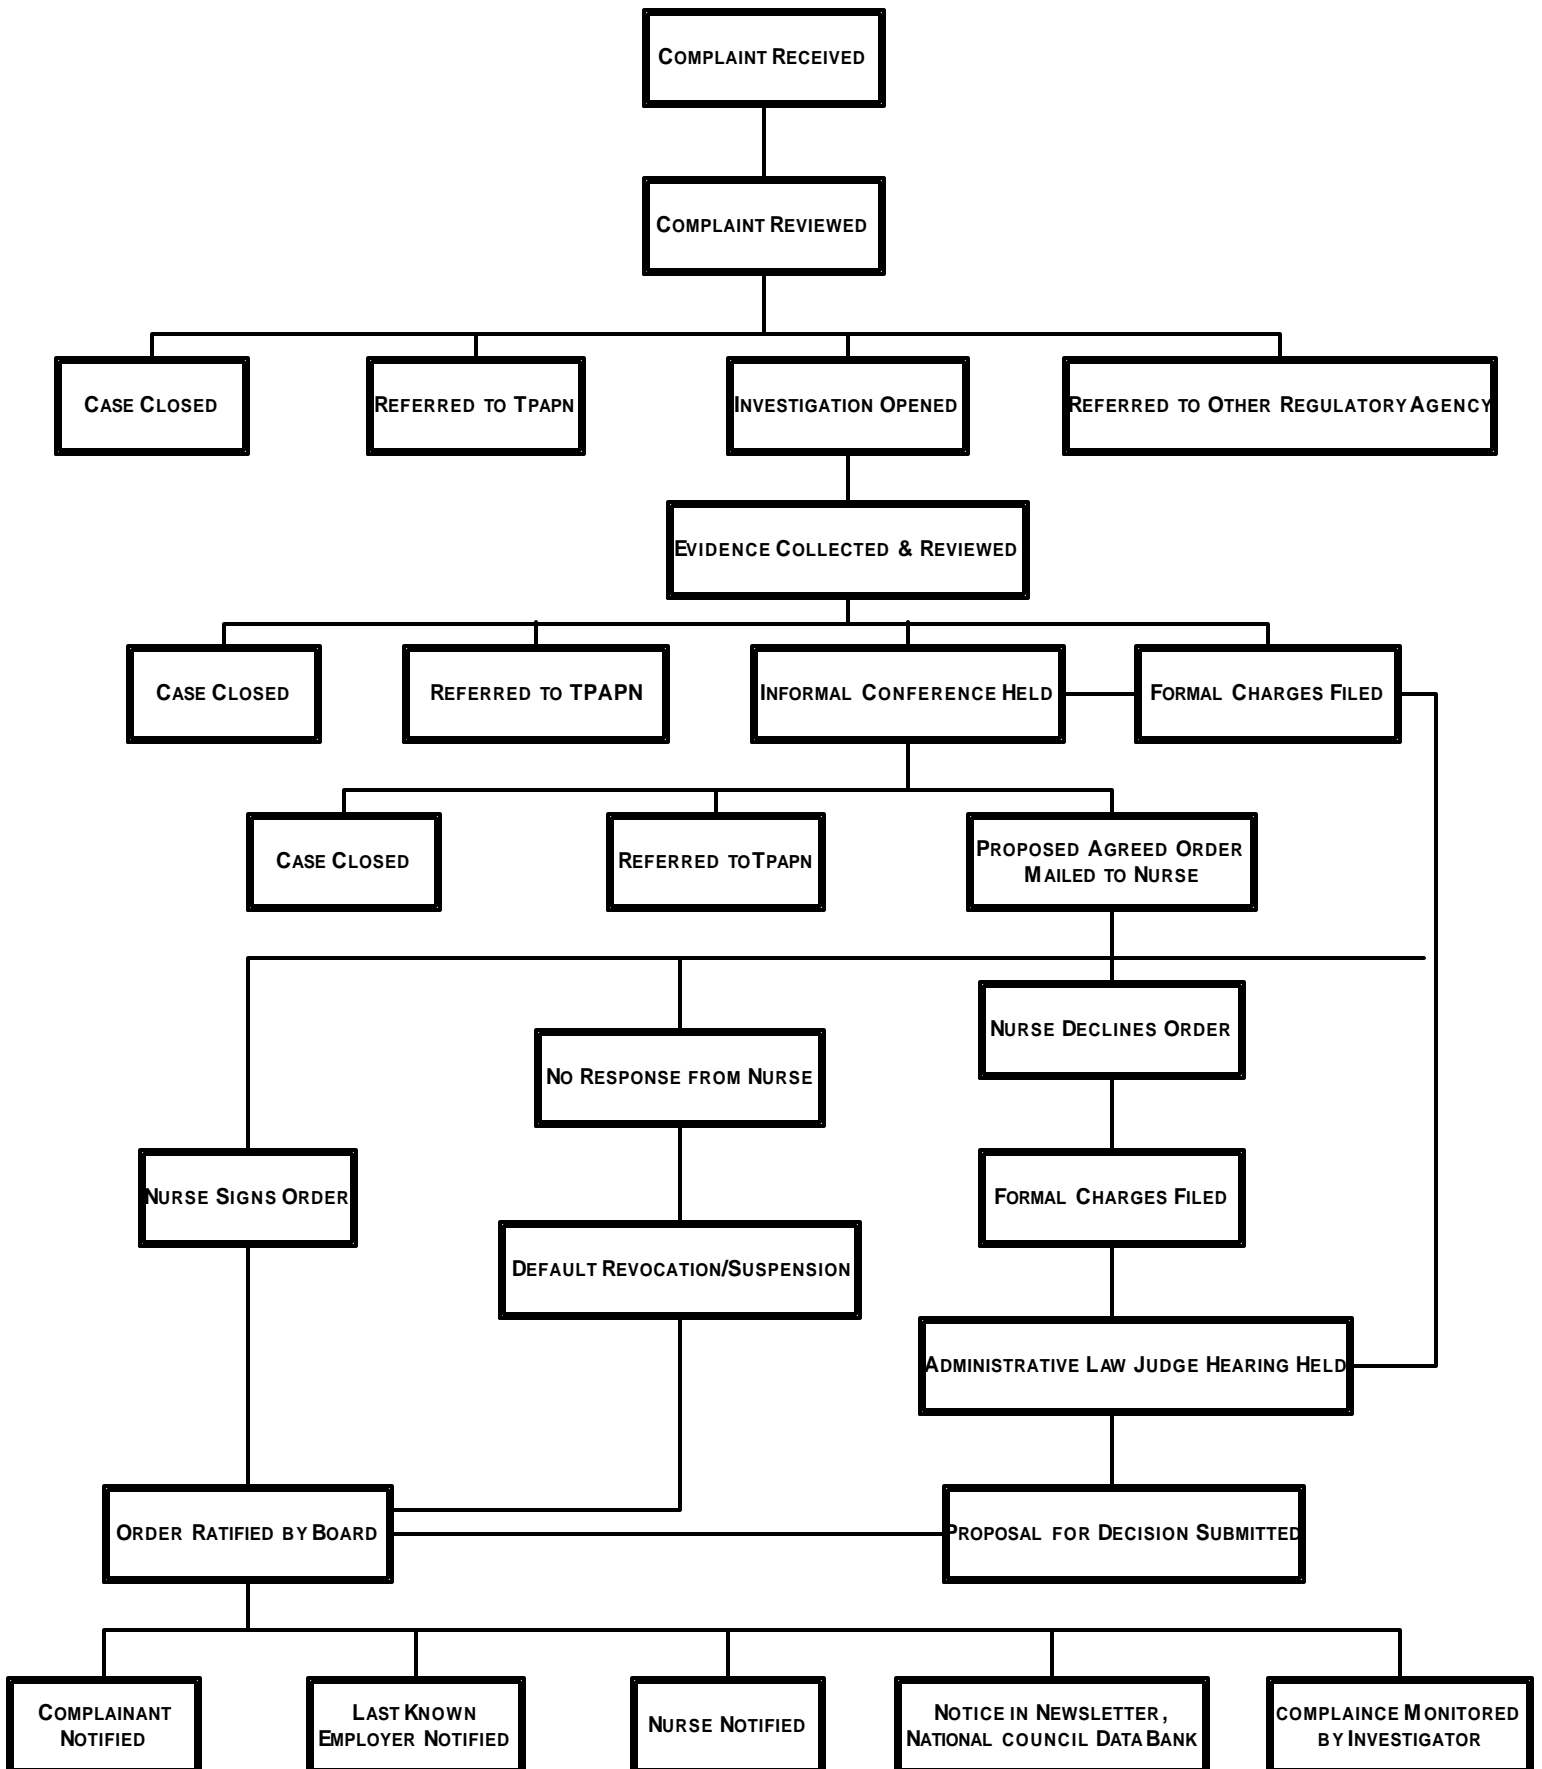 COMPLAINT RECEIVED
COMPLAINT REVIEWED
CASE CLOSED
REFERRED TO TPAPN
INVESTIGATION OPENED
REFERRED TO OTHER REGULATORY AGENCY
EVIDENCE COLLECTED & REVIEWED
CASE CLOSED
REFERRED TO TPAPN
INFORMAL CONFERENCE HELD
FORMAL CHARGES FILED
CASE CLOSED
REFERRED TO TPAPN
PROPOSED AGREED ORDER
MAILED TO NURSE
NURSE DECLINES ORDER
NO RESPONSE FROM NURSE
NURSE SIGNS ORDER
FORMAL CHARGES FILED
DEFAULT REVOCATION/SUSPENSION
ADMINISTRATIVE LAW JUDGE HEARING HELD
ORDER RATIFIED BY BOARD
PROPOSAL FOR DECISION SUBMITTED
COMPLAINANT
NOTIFIED
LAST KNOWN
EMPLOYER NOTIFIED
NURSE NOTIFIED
NOTICE IN NEWSLETTER,
NATIONAL COUNCIL DATA BANK
COMPLAINCE MONITORED
BY INVESTIGATOR